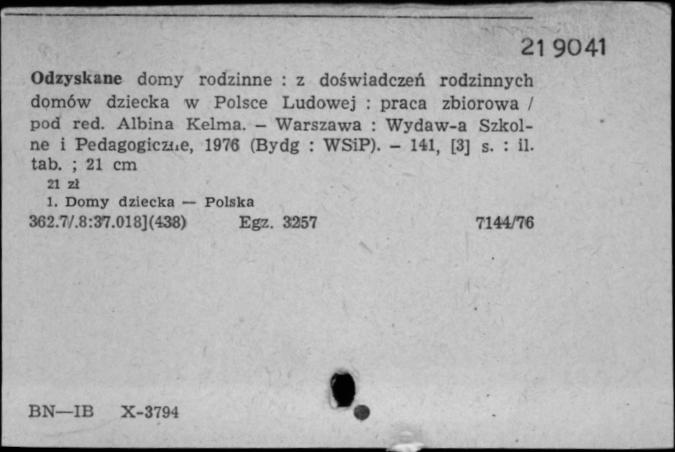 219041
Odzyskane domy rodzinne : z doświadczeń rodzinnych
domów dziecka w Polsce Ludowej : praca zbiorowa /
pod red. Albina Kelma. — Warszawa : Wydaw-a Szkol-
ne i Pedagogiczne, 1976 (Bydg : WSiP). — 141, [3] s. : il.
tab. ; 21 cm
21 zł
1. Domy dziecka — Polska
362.7/.8:37.018](438) Egz. 3257 7144/76
BN—IB X-3794